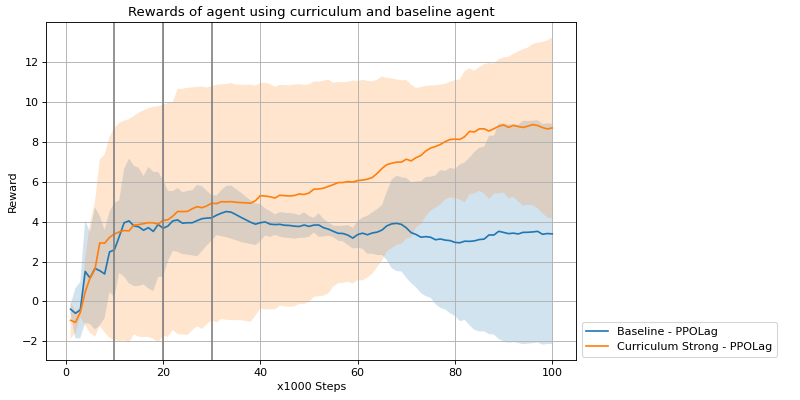 Rewards of agent using curriculum and baseline agent
Reward
12
10
8
6
4
2
0
−2
0 20 40 60 80 100
x1000 Steps
Baseline - PPOLag
Curriculum Strong - PPOLag